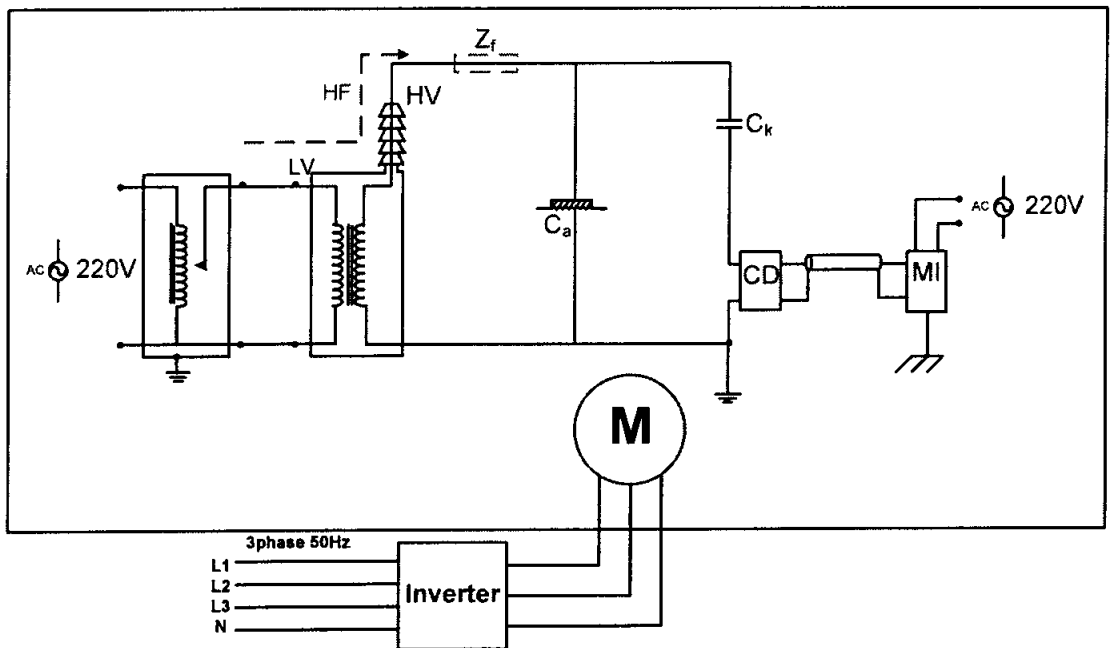 Z_f
HF
HV
C_k
LV
C_a
AC 220V
AC 220V
CD
MI
M
3phase 50Hz
L1
L2
L3
N
Inverter